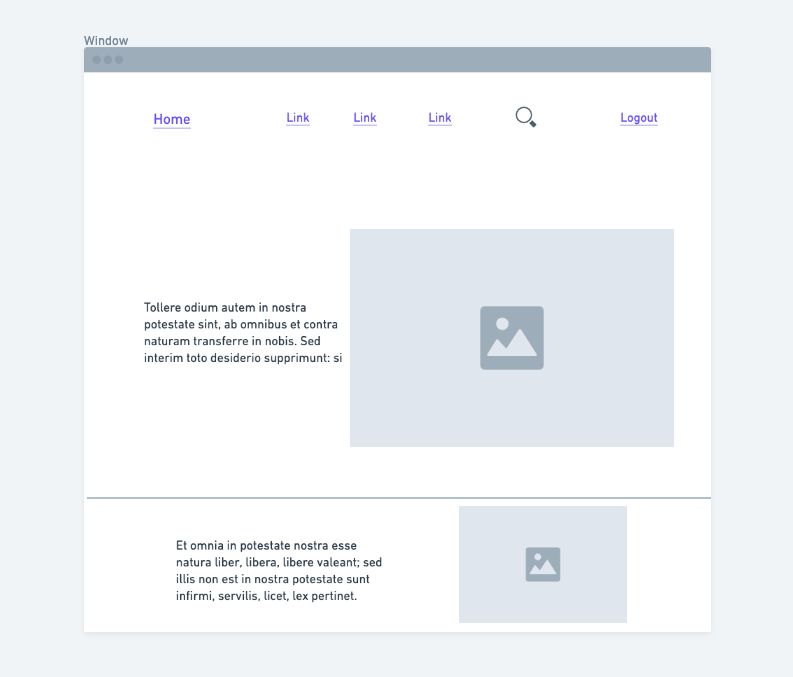 Window
Home Link Link Link Logout
Tollere odium autem in nostra
potestate sint, ab omnibus et contra
naturam transferre in nobis. Sed
interim toto desiderio supprimunt: si
Et omnia in potestate nostra esse
natura liber, libera, libere valeant; sed
illis non est in nostra potestate sunt
infirmi, servilis, licet, lex pertinet.